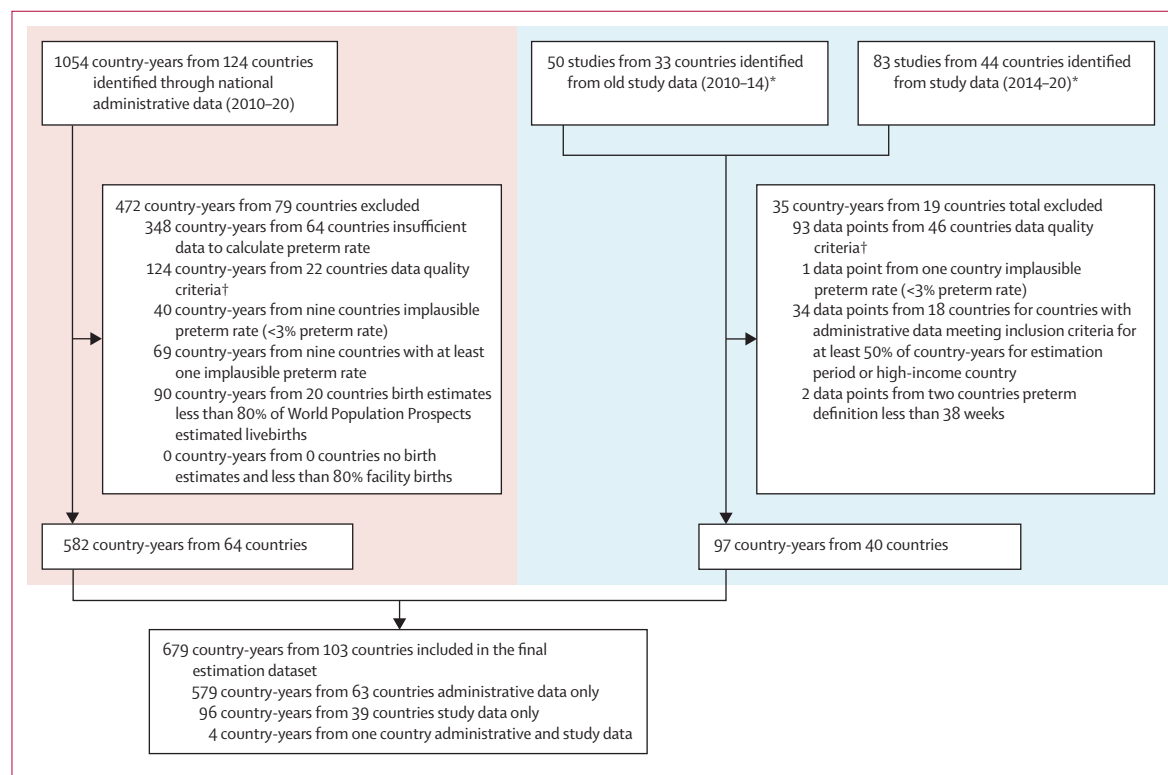 1054 country-years from 124 countries
identified through national
administrative data (2010–20)
50 studies from 33 countries identified
from old study data (2010–14)*
83 studies from 44 countries identified
from study data (2014–20)*
472 country-years from 79 countries excluded
348 country-years from 64 countries insufficient
data to calculate preterm rate
124 country-years from 22 countries data quality
criteria†
40 country-years from nine countries implausible
preterm rate (<3% preterm rate)
69 country-years from nine countries with at least
one implausible preterm rate
90 country-years from 20 countries birth estimates
less than 80% of World Population Prospects
estimated livebirths
0 country-years from 0 countries no birth
estimates and less than 80% facility births
35 country-years from 19 countries total excluded
93 data points from 46 countries data quality
criteria†
1 data point from one country implausible
preterm rate (<3% preterm rate)
34 data points from 18 countries for countries with
administrative data meeting inclusion criteria for
at least 50% of country-years for estimation
period or high-income country
2 data points from two countries preterm
definition less than 38 weeks
582 country-years from 64 countries
97 country-years from 40 countries
679 country-years from 103 countries included in the final
estimation dataset
579 country-years from 63 countries administrative data only
96 country-years from 39 countries study data only
4 country-years from one country administrative and study data